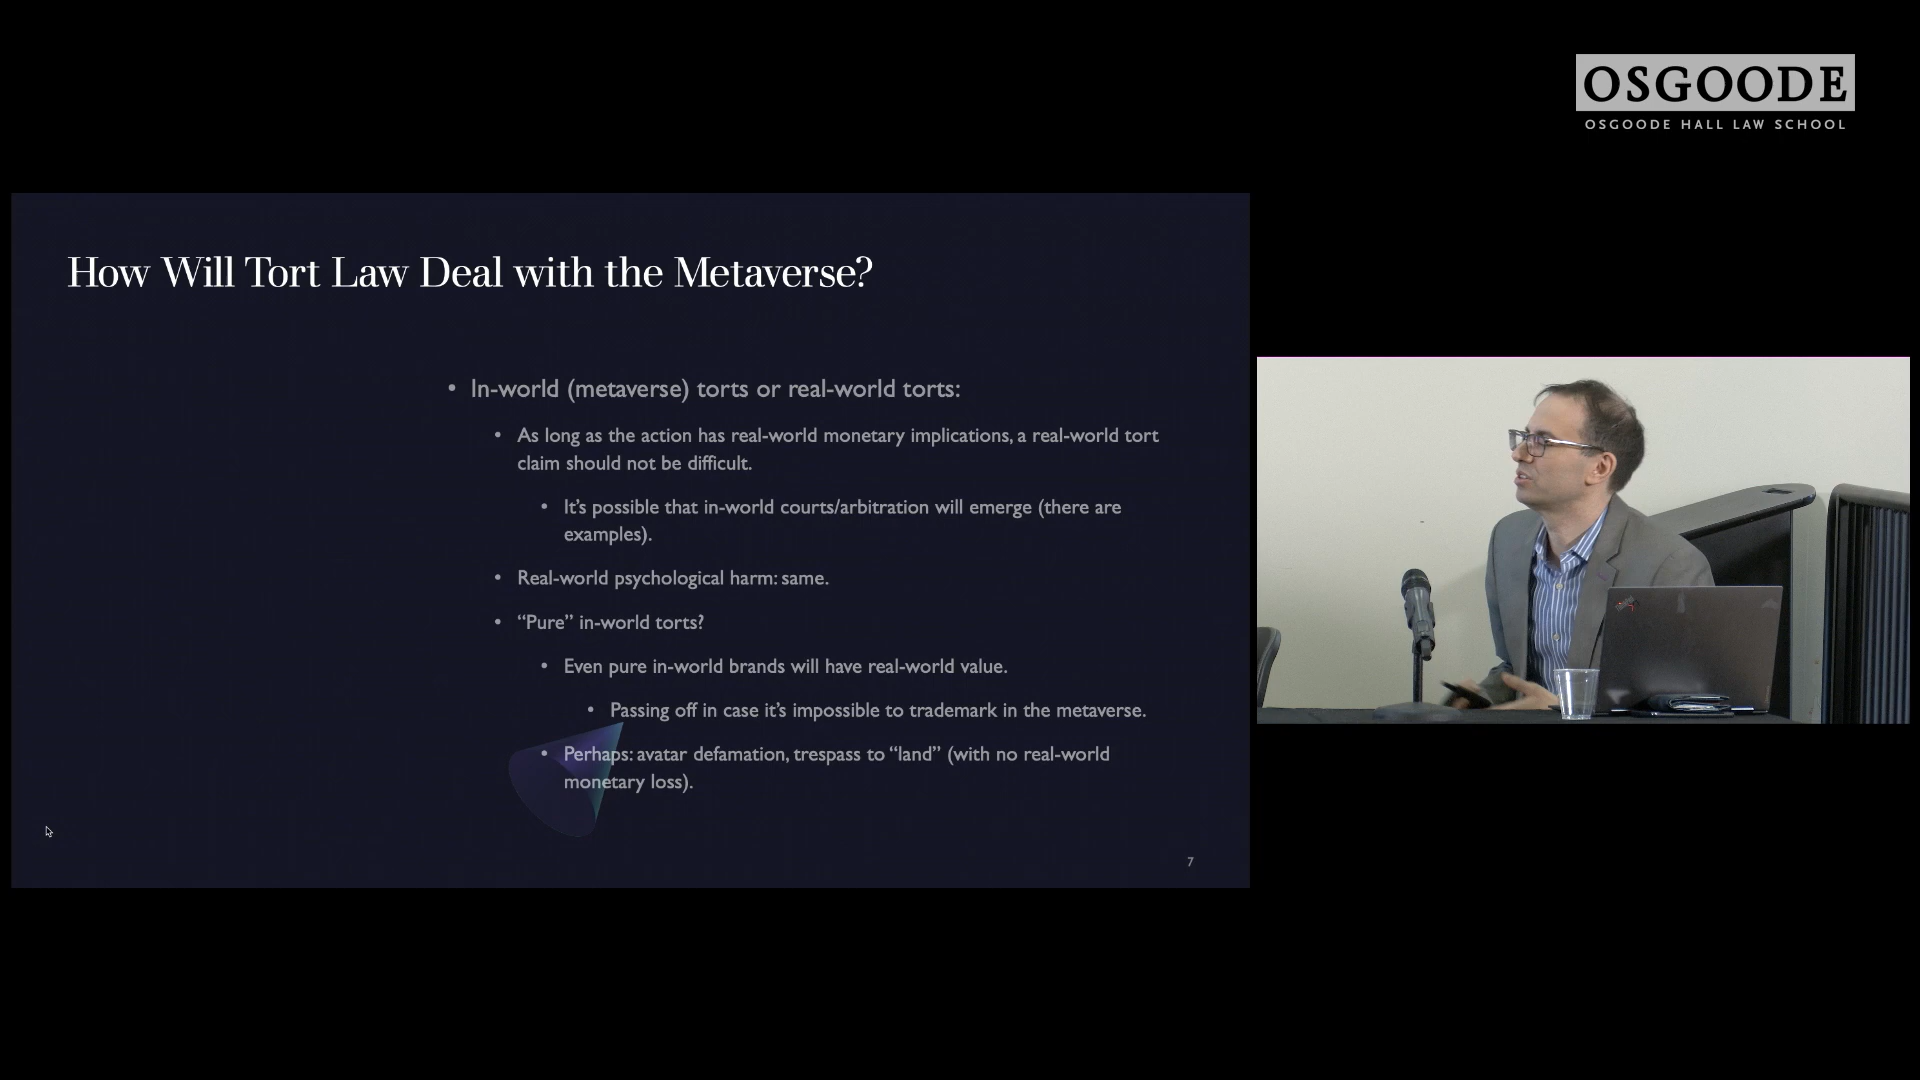 OSGOODE
OSGOODE HALL LAW SCHOOL
How Will Tort Law Deal with the Metaverse?
• In-world (metaverse) torts or real-world torts:
• As long as the action has real-world monetary implications, a real-world tort
claim should not be difficult.
• It’s possible that in-world courts/arbitration will emerge (there are
examples).
• Real-world psychological harm: same.
• “Pure” in-world torts?
• Even pure in-world brands will have real-world value.
• Passing off in case it’s impossible to trademark in the metaverse.
• Perhaps: avatar defamation, trespass to “land” (with no real-world
monetary loss).
7